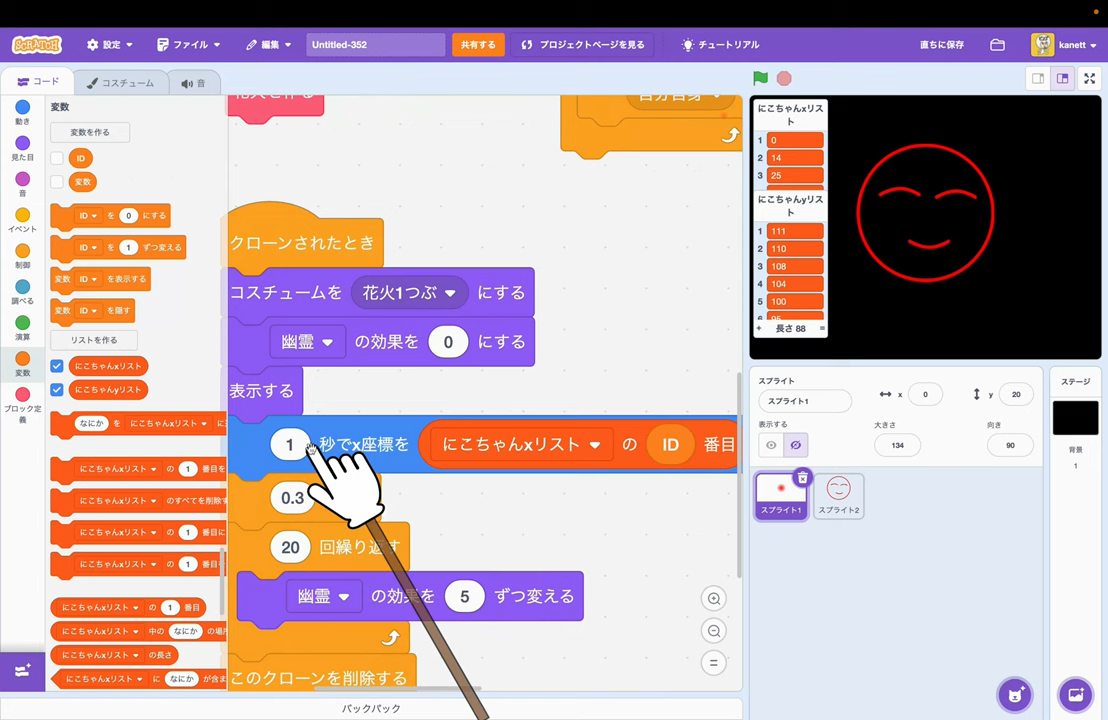 SCRATCH
設定
ファイル
編集
Untitled-352
共有する
プロジェクトページを見る
チュートリアル
直ちに保存
kanett
コード
コスチューム
音
動き
見た目
音
イベント
制御
調べる
演算
変数
ブロック定
義
変数
変数を作る
ID
変数
ID を 0 にする
ID を 1 ずつ変える
変数 ID を表示する
変数 ID を隠す
リストを作る
にこちゃんxリスト
にこちゃんyリスト
なにか を にこちゃんxリスト に
にこちゃんxリスト の 1 番目を
にこちゃんxリスト のすべてを削除す
にこちゃんxリスト の 1 番目に
にこちゃんxリスト の 1 番目を
にこちゃんxリスト の 1 番目
にこちゃんxリスト 中の なにか の場所
にこちゃんxリスト の長さ
にこちゃんxリスト に なにか が含ま
自分自身
クローンされたとき
コスチュームを 花火1つぶ にする
幽霊 の効果を 0 にする
表示する
1 秒でx座標を にこちゃんxリスト の ID 番目
0.3
20 回繰り返す
幽霊 の効果を 5 ずつ変える
このクローンを削除する
バックパック
にこちゃんxリス
ト
1 0
2 14
3 25
にこちゃんyリス
ト
1 111
2 110
3 108
4 104
5 100
6 95
+ 長さ 88 =
スプライト
スプライト1
x 0
y 20
表示する
大きさ
134
向き
90
スプライト1
スプライト2
ステージ
背景
1